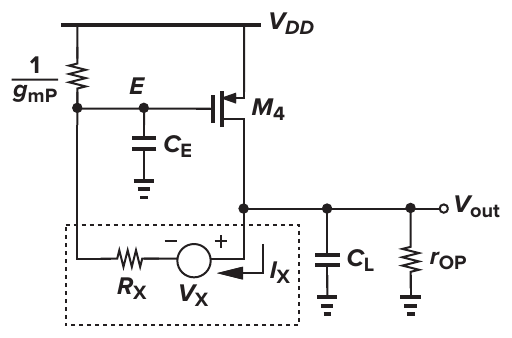 V_DD
1/g_mP
E
M_4
C_E
V_out
− +
I_X
C_L
r_OP
R_X
V_X